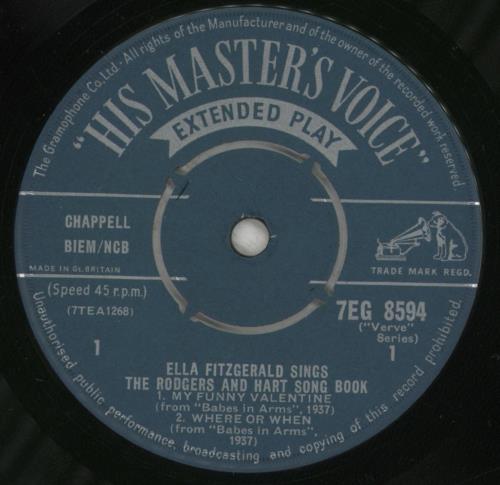 The Gramophone Co. Ltd. - All rights of the Manufacturer and of the owner of the recorded work reserved.
"HIS MASTER'S VOICE"
EXTENDED PLAY
CHAPPELL
BIEM/NCB
MADE IN Gt. BRITAIN
TRADE MARK REGD.
(Speed 45 r.p.m.)
(7TEA1268)
7EG 8594
("Verve"
Series)
1
1
ELLA FITZGERALD SINGS
THE RODGERS AND HART SONG BOOK
1. MY FUNNY VALENTINE
(from "Babes in Arms", 1937)
2. WHERE OR WHEN
(from "Babes in Arms",
1937)
Unauthorised public performance, broadcasting and copying of this record prohibited.